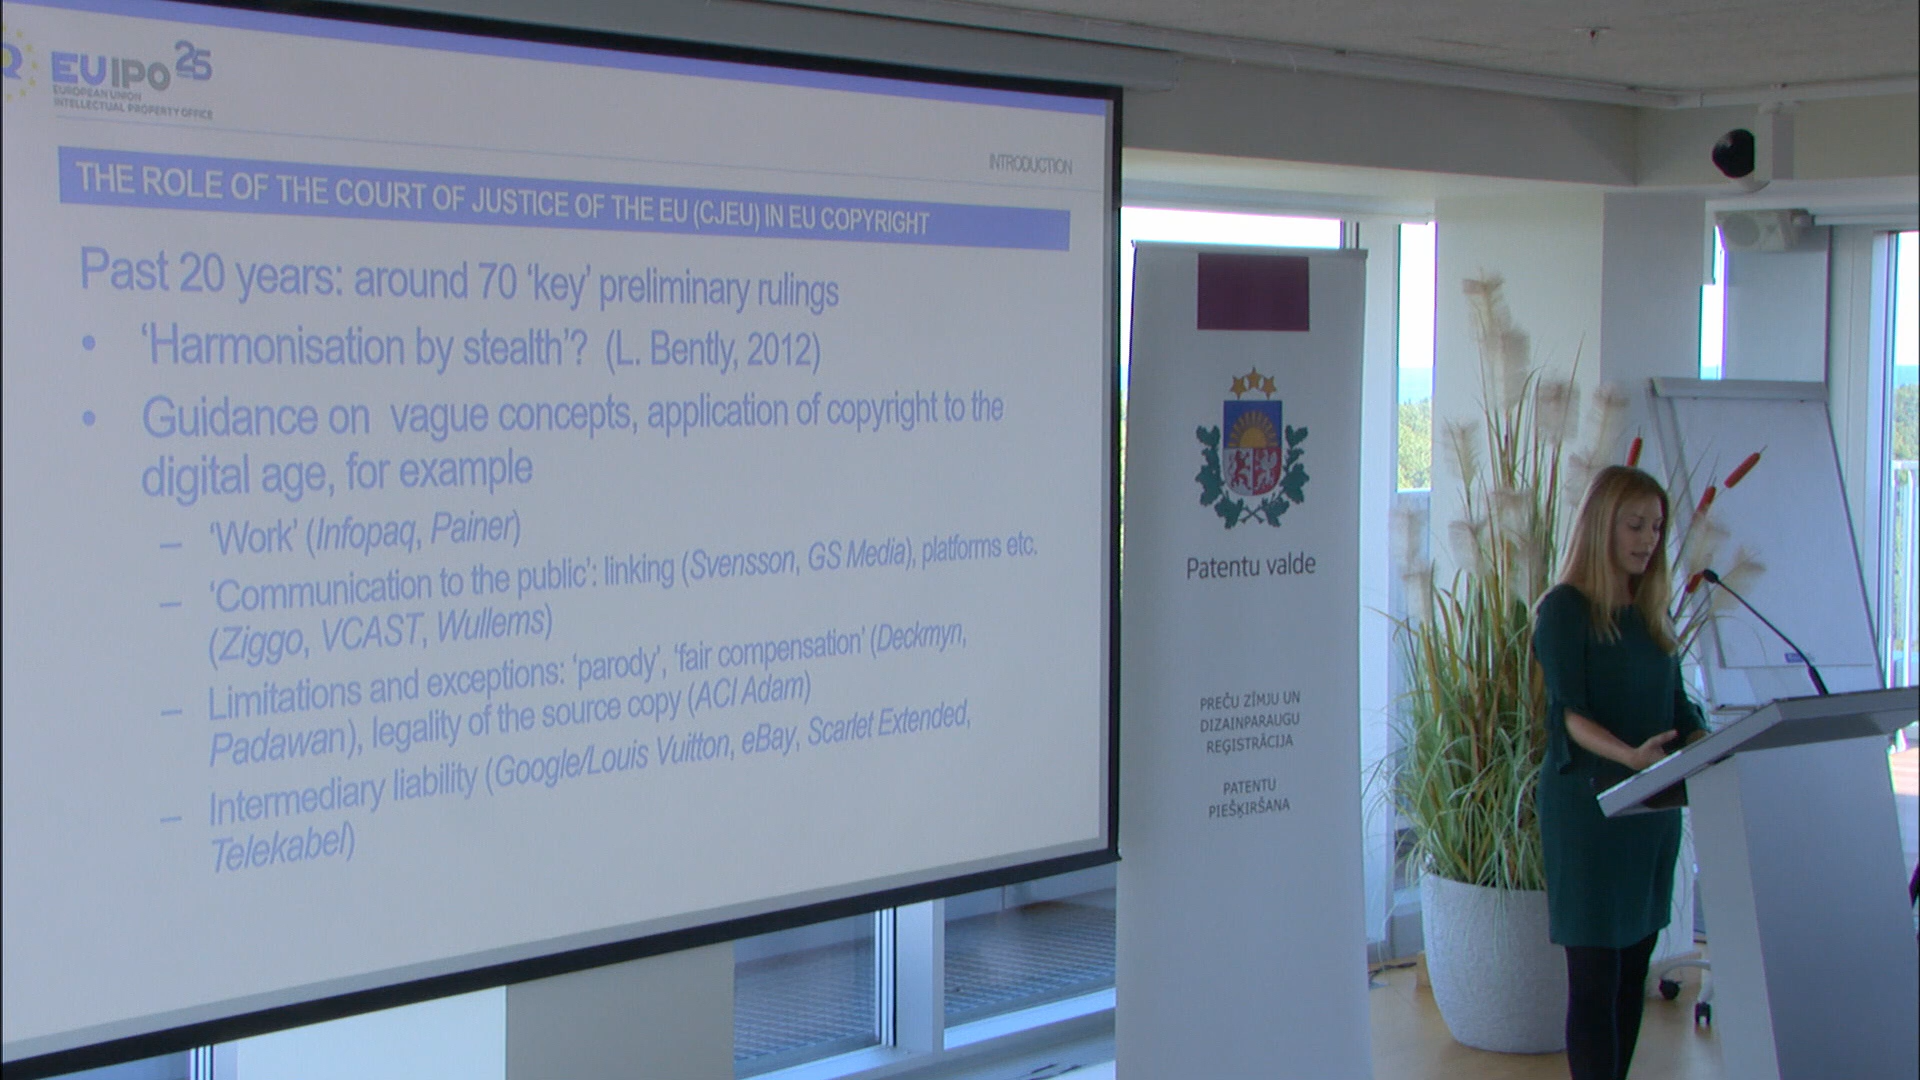 EUIPO 25
EUROPEAN UNION
INTELLECTUAL PROPERTY OFFICE
INTRODUCTION
THE ROLE OF THE COURT OF JUSTICE OF THE EU (CJEU) IN EU COPYRIGHT
Past 20 years: around 70 ‘key’ preliminary rulings
• ‘Harmonisation by stealth’? (L. Bently, 2012)
• Guidance on vague concepts, application of copyright to the
digital age, for example
– ‘Work’ (Infopaq, Painer)
– ‘Communication to the public’: linking (Svensson, GS Media), platforms etc.
(Ziggo, VCAST, Wullems)
– Limitations and exceptions: ‘parody’, ‘fair compensation’ (Deckmyn,
Padawan), legality of the source copy (ACI Adam)
– Intermediary liability (Google/Louis Vuitton, eBay, Scarlet Extended,
Telekabel)
Patentu valde
PREČU ZĪMJU UN
DIZAINPARAUGU
REĢISTRĀCIJA
PATENTU
PIEŠĶIRŠANA